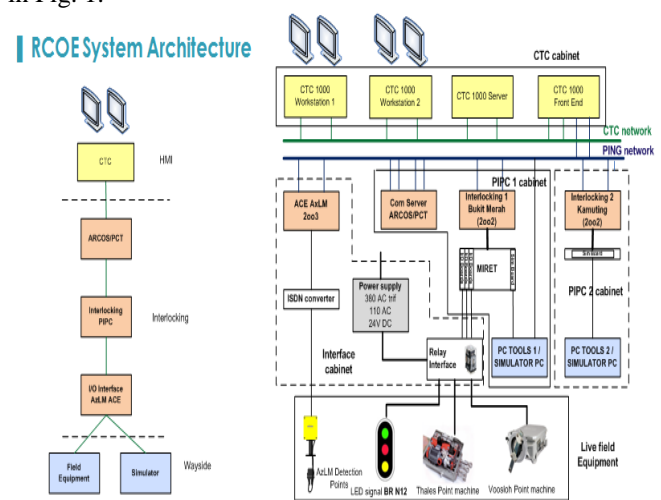 in Fig. 1.
RCOE System Architecture
CTC
HMI
ARCOS/PCT
Interlocking
PIPC
Interlocking
I/O Interface
AzLM ACE
Field
Equipment
Simulator
Wayside
CTC cabinet
CTC 1000
Workstation 1
CTC 1000
Workstation 2
CTC 1000 Server
CTC 1000
Front End
CTC network
PING network
PIPC 1 cabinet
ACE AxLM
2oo3
Com Server
ARCOS/PCT
Interlocking 1
Bukit Merah
(2oo2)
Interlocking 2
Kamuting
(2oo2)
MIRET
PIPC 2 cabinet
ISDN converter
Power supply
380 AC trif
110 AC
24V DC
Interface
cabinet
Relay
Interface
PC TOOLS 1 /
SIMULATOR PC
PC TOOLS 2 /
SIMULATOR PC
Live field
Equipment
AzLM Detection
Points
LED signal BR N12
Thales Point machine
Voosloh Point machine